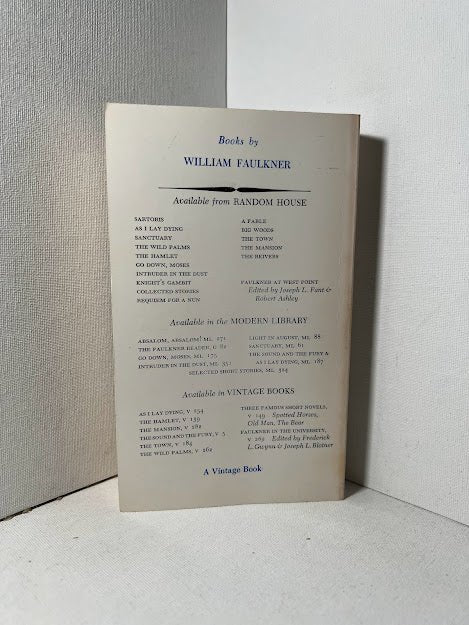 Books by
WILLIAM FAULKNER
Available from RANDOM HOUSE
SARTORIS
AS I LAY DYING
SANCTUARY
THE WILD PALMS
THE HAMLET
GO DOWN, MOSES
INTRUDER IN THE DUST
KNIGHT'S GAMBIT
COLLECTED STORIES
REQUIEM FOR A NUN
A FABLE
BIG WOODS
THE TOWN
THE MANSION
THE REIVERS
FAULKNER AT WEST POINT
Edited by Joseph L. Fant &
Robert Ashley
Available in the MODERN LIBRARY
ABSALOM, ABSALOM! ML 271
THE FAULKNER READER, G 82
GO DOWN, MOSES, ML 175
INTRUDER IN THE DUST, ML 351
LIGHT IN AUGUST, ML 88
SANCTUARY, ML 61
THE SOUND AND THE FURY &
AS I LAY DYING, ML 187
SELECTED SHORT STORIES, ML 324
Available in VINTAGE BOOKS
AS I LAY DYING, V 254
THE HAMLET, V 139
THE MANSION, V 282
THE SOUND AND THE FURY, V 5
THE TOWN, V 184
THE WILD PALMS, V 262
THREE FAMOUS SHORT NOVELS,
V 149 Spotted Horses,
Old Man, The Bear
FAULKNER IN THE UNIVERSITY,
V 269 Edited by Frederick
L. Gwynn & Joseph L. Blotner
A Vintage Book